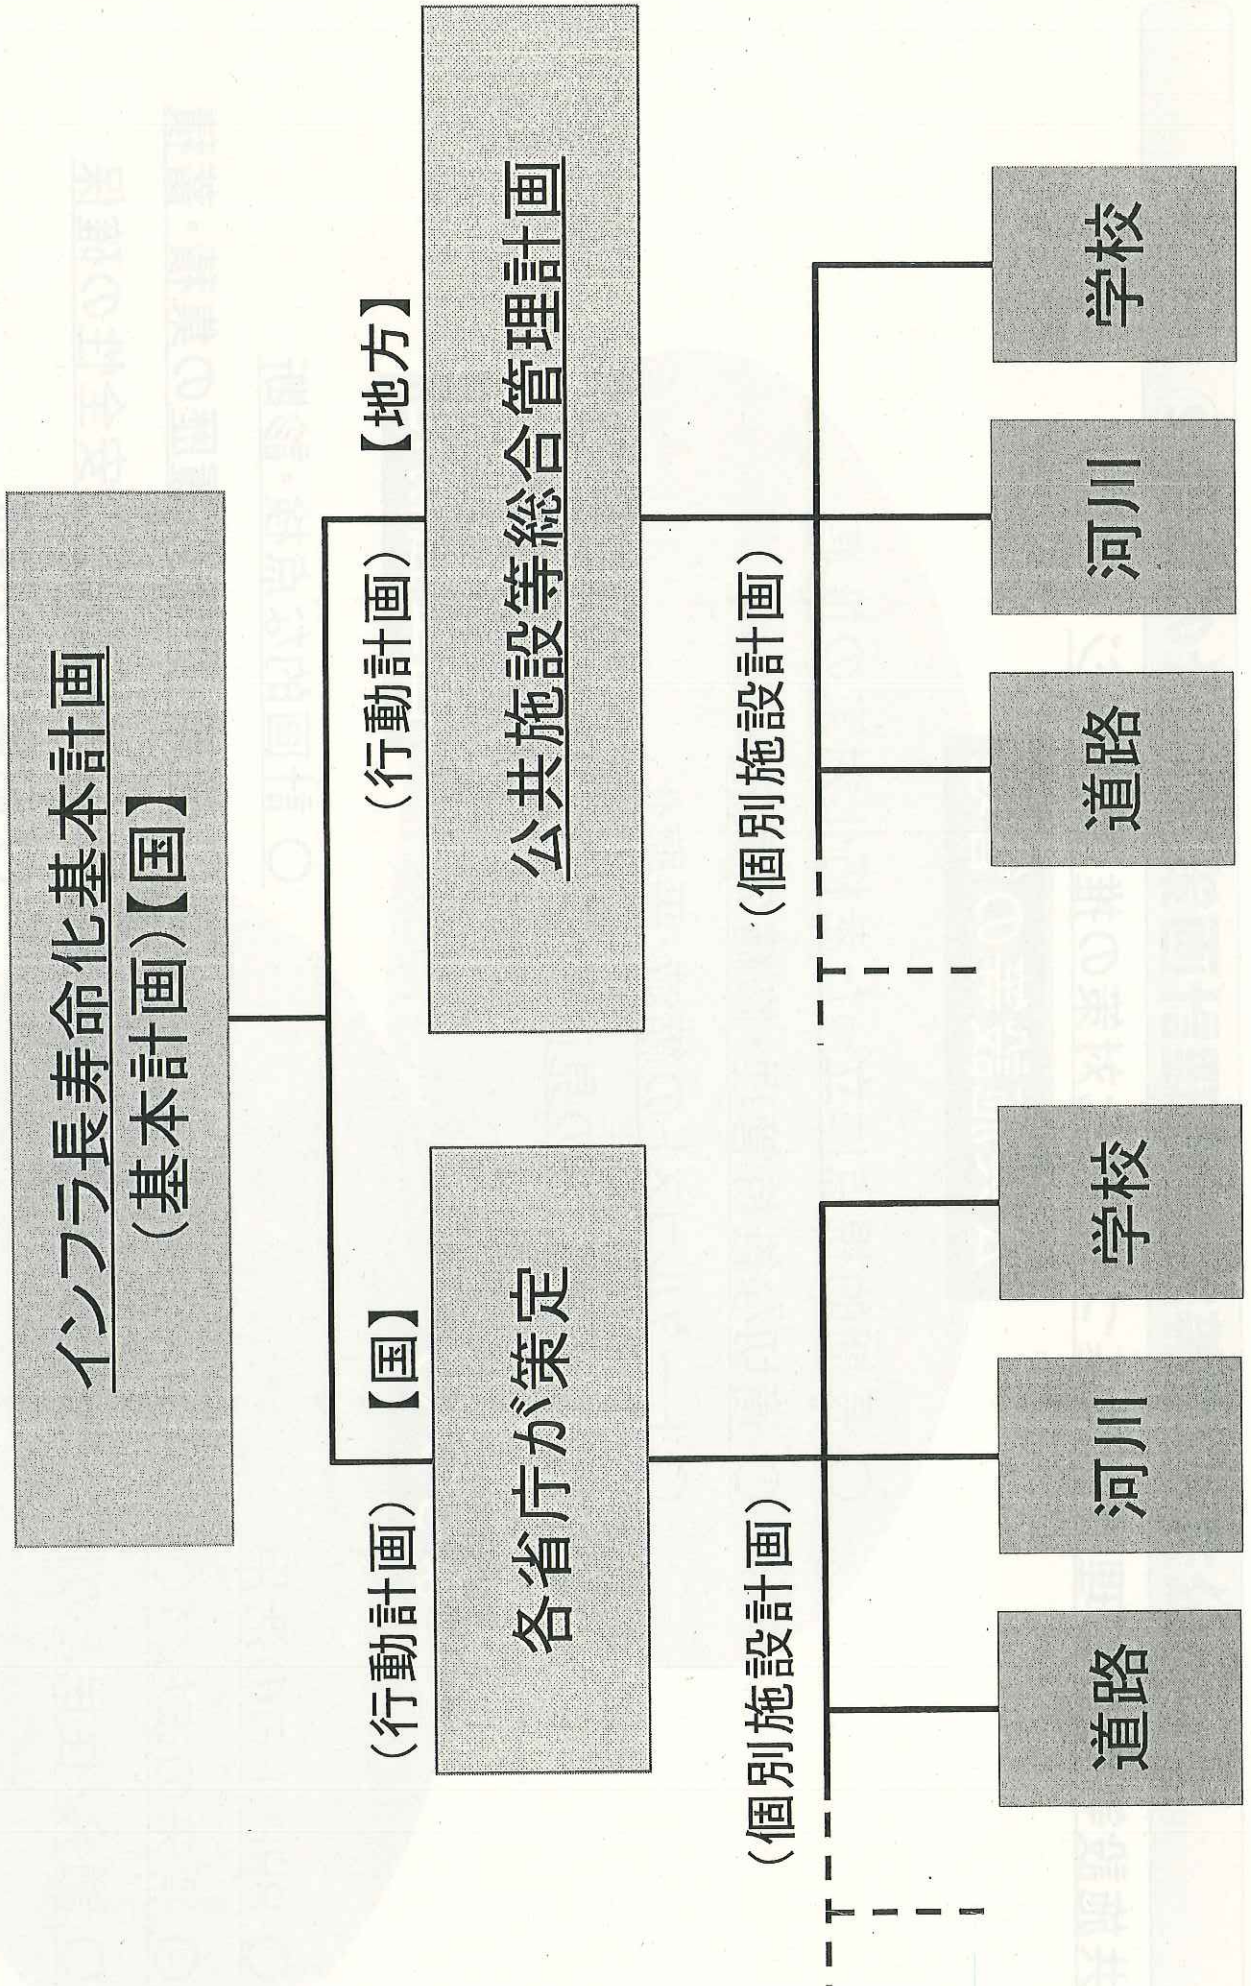 インフラ長寿命化基本計画
(基本計画)【国】
(行動計画) 【国】
各省庁が策定
(行動計画) 【地方】
公共施設等総合管理計画
(個別施設計画)
道路
河川
学校
(個別施設計画)
道路
河川
学校